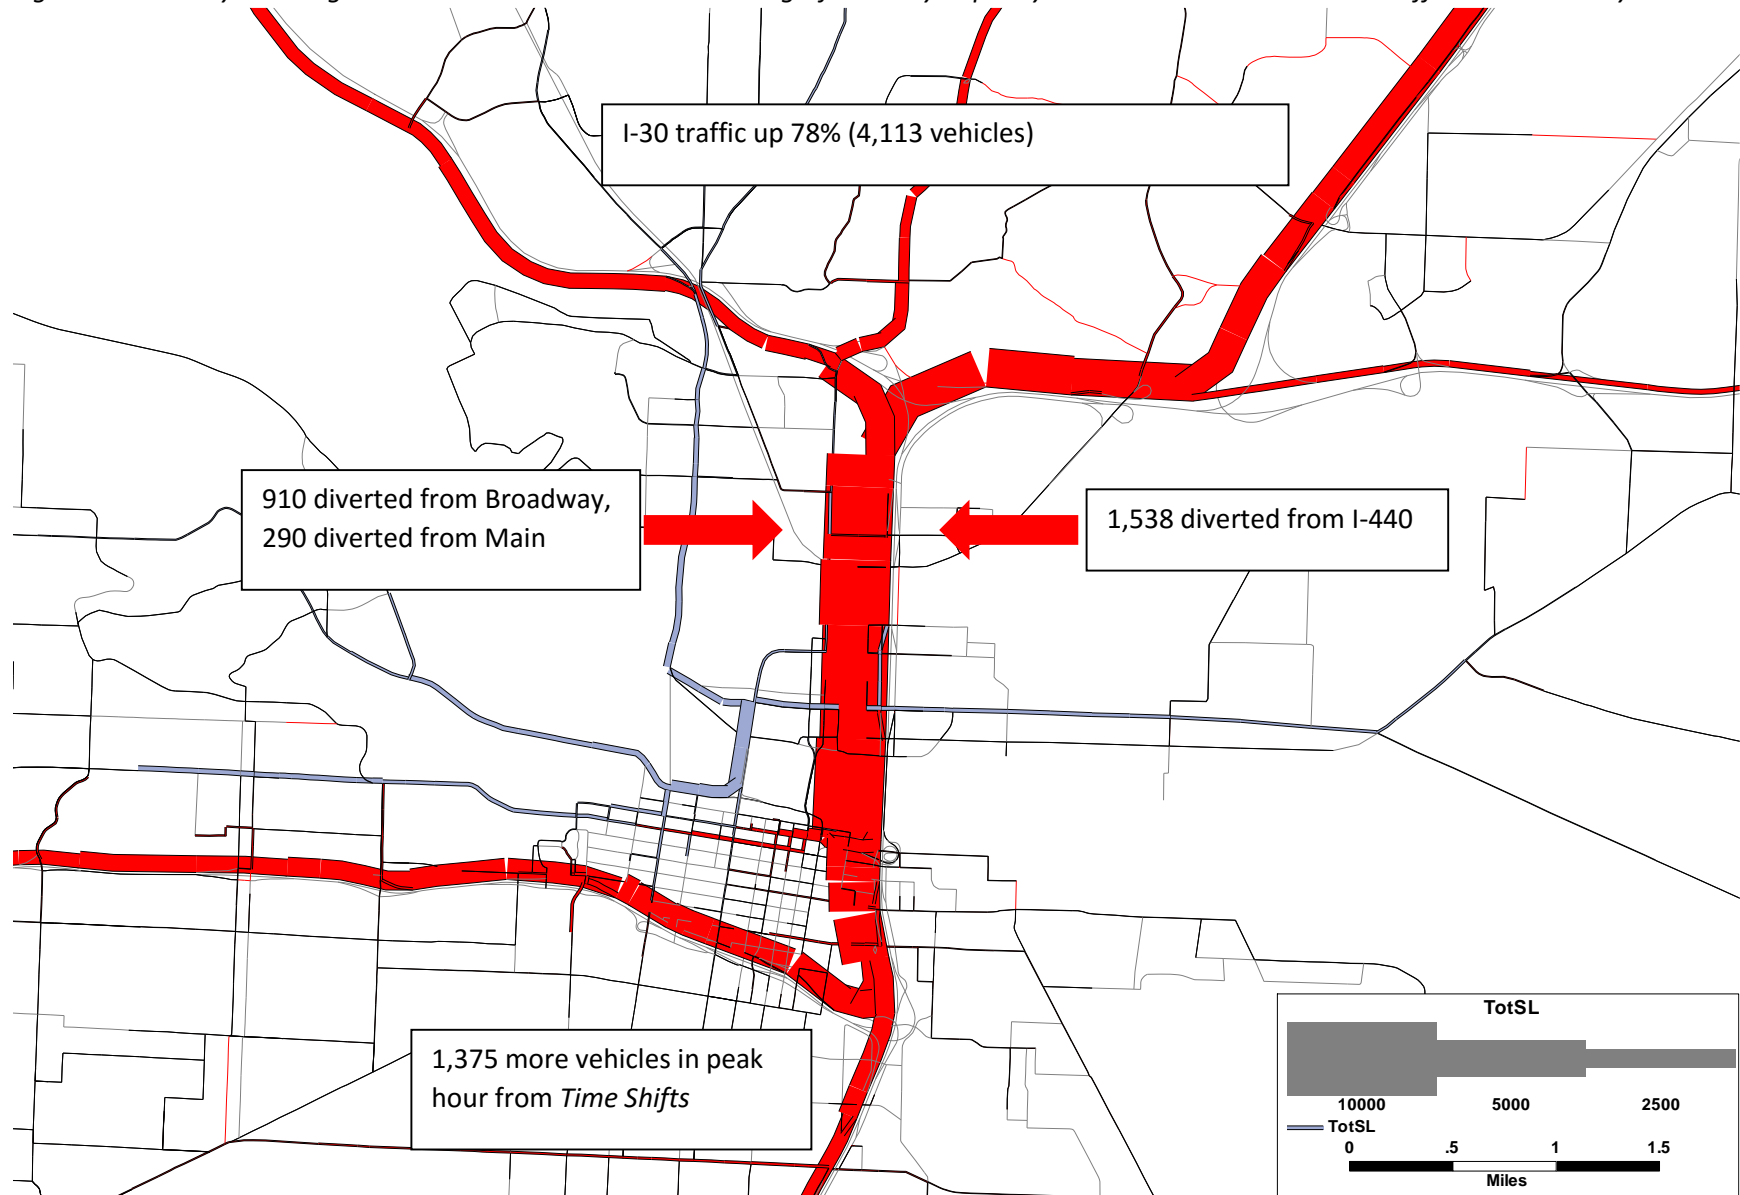 I-30 traffic up 78% (4,113 vehicles)
910 diverted from Broadway,
290 diverted from Main
1,538 diverted from I-440
1,375 more vehicles in peak
hour from Time Shifts
TotSL
10000 5000 2500
TotSL
0 .5 1 1.5
Miles